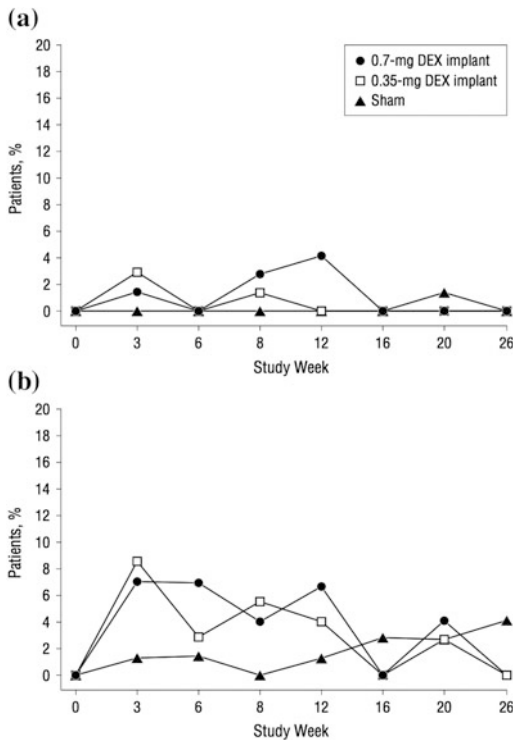 (a)
20
18
16
14
12
10
8
6
4
2
0
Patients, %
0.7-mg DEX implant
0.35-mg DEX implant
Sham
0 3 6 8 12 16 20 26
Study Week
(b)
20
18
16
14
12
10
8
6
4
2
0
Patients, %
0 3 6 8 12 16 20 26
Study Week